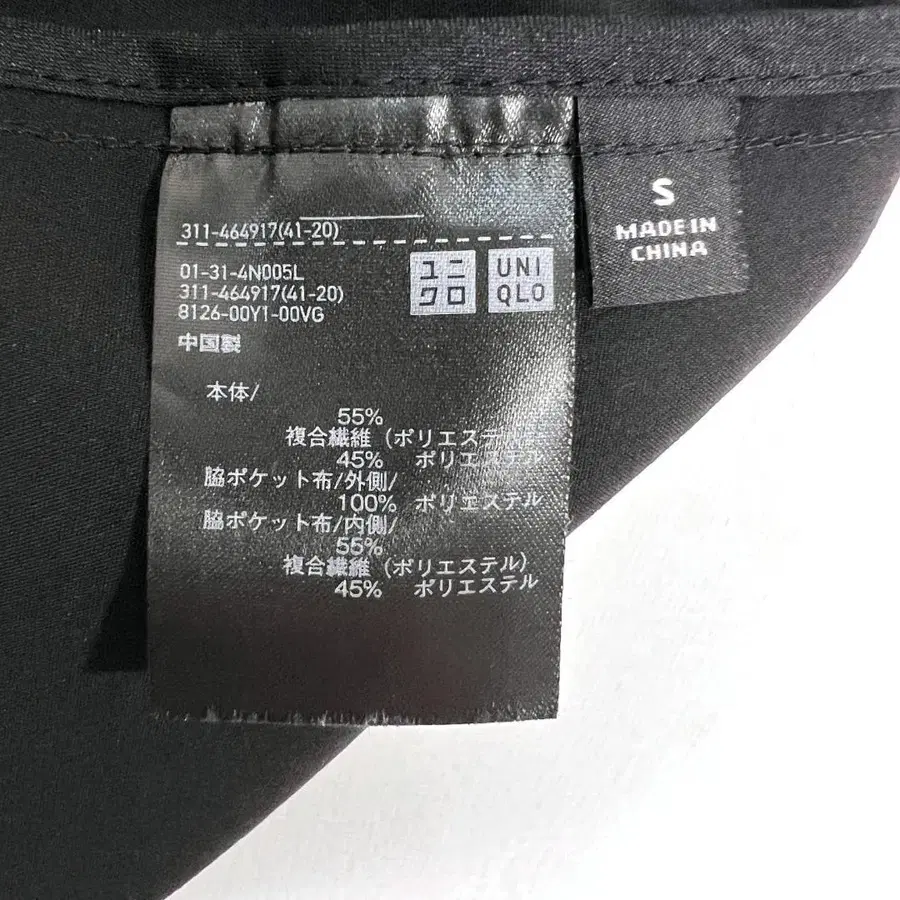 311-464917(41-20)
01-31-4N005L
311-464917(41-20)
8126-00Y1-00VG
中国製
ユニ
クロ
UNI
QLO
S
MADE IN
CHINA
本体/
55%
複合繊維 (ポリエステル)
45% ポリエステル
脇ポケット布/外側/
100% ポリエステル
脇ポケット布/内側/
55%
複合繊維 (ポリエステル)
45% ポリエステル